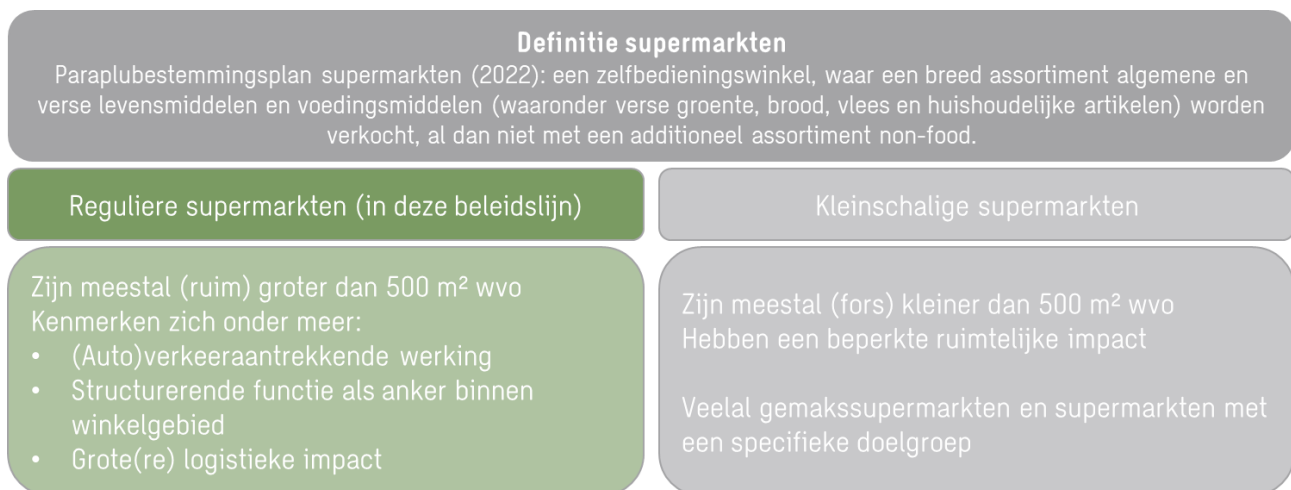 Definitie supermarkten
Paraplubestemmingsplan supermarkten (2022): een zelfbedieningswinkel, waar een breed assortiment algemene en
verse levensmiddelen en voedingsmiddelen (waaronder verse groente, brood, vlees en huishoudelijke artikelen) worden
verkocht, al dan niet met een additioneel assortiment non-food.
Reguliere supermarkten (in deze beleidslijn)
Zijn meestal (ruim) groter dan 500 m² wvo
Kenmerken zich onder meer:
• (Auto)verkeeraantrekkende werking
• Structurerende functie als anker binnen
winkelgebied
• Grote(re) logistieke impact
Kleinschalige supermarkten
Zijn meestal (fors) kleiner dan 500 m² wvo
Hebben een beperkte ruimtelijke impact
Veelal gemakssupermarkten en supermarkten met
een specifieke doelgroep